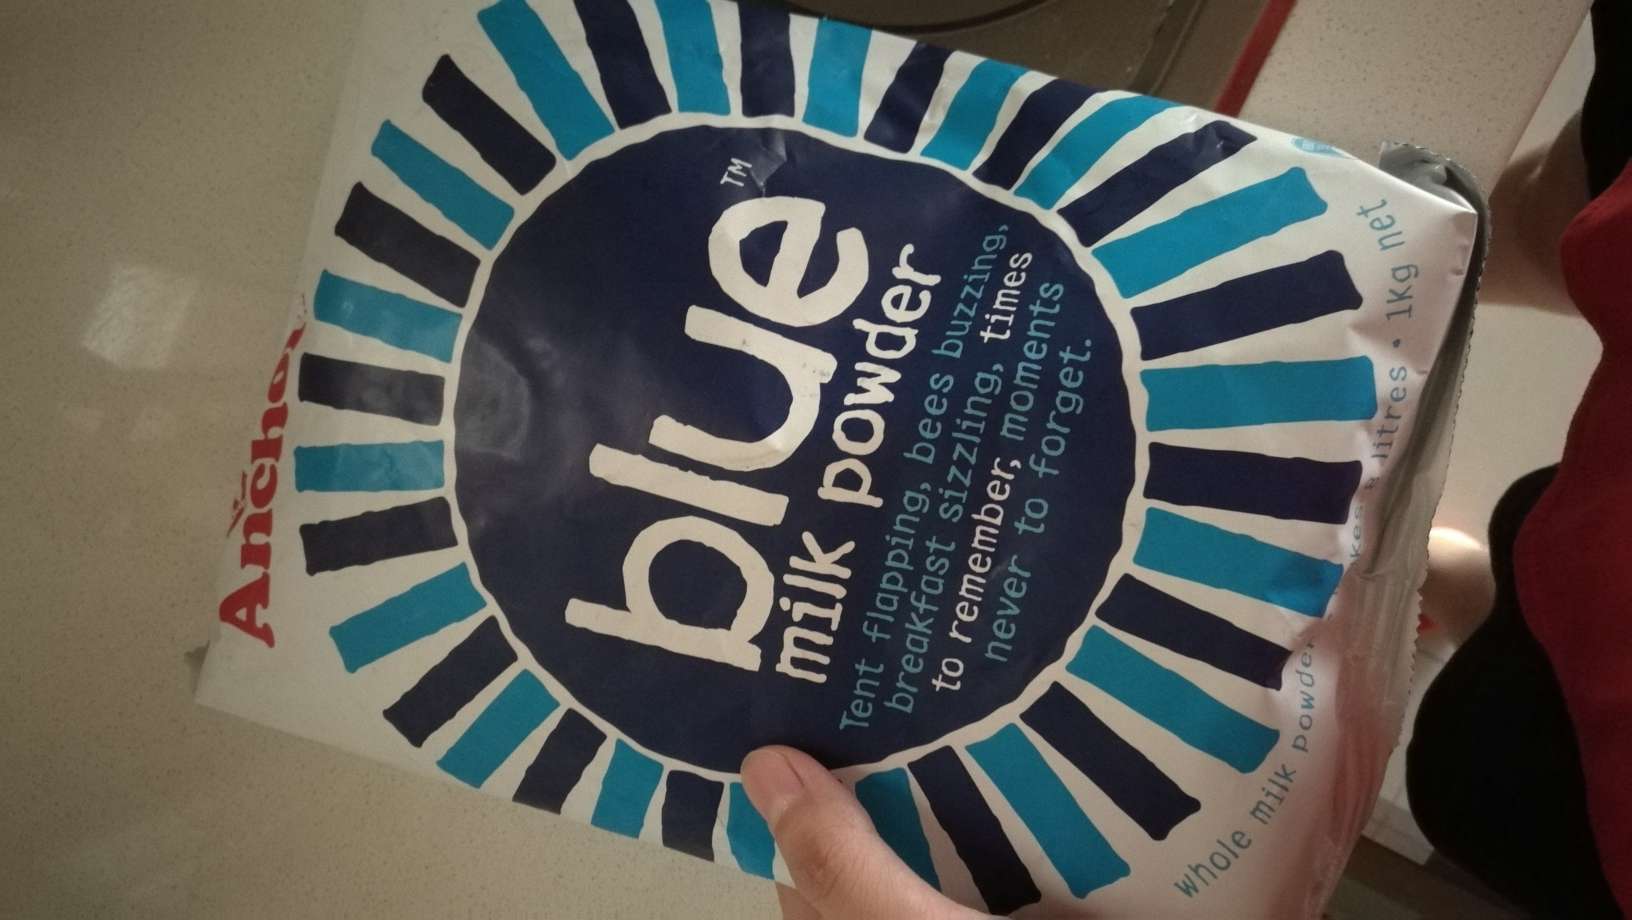 Anchor
blue™
milk powder
Tent flapping, bees buzzing,
breakfast sizzling, times
to remember, moments
never to forget.
whole milk powder litres • 1kg net